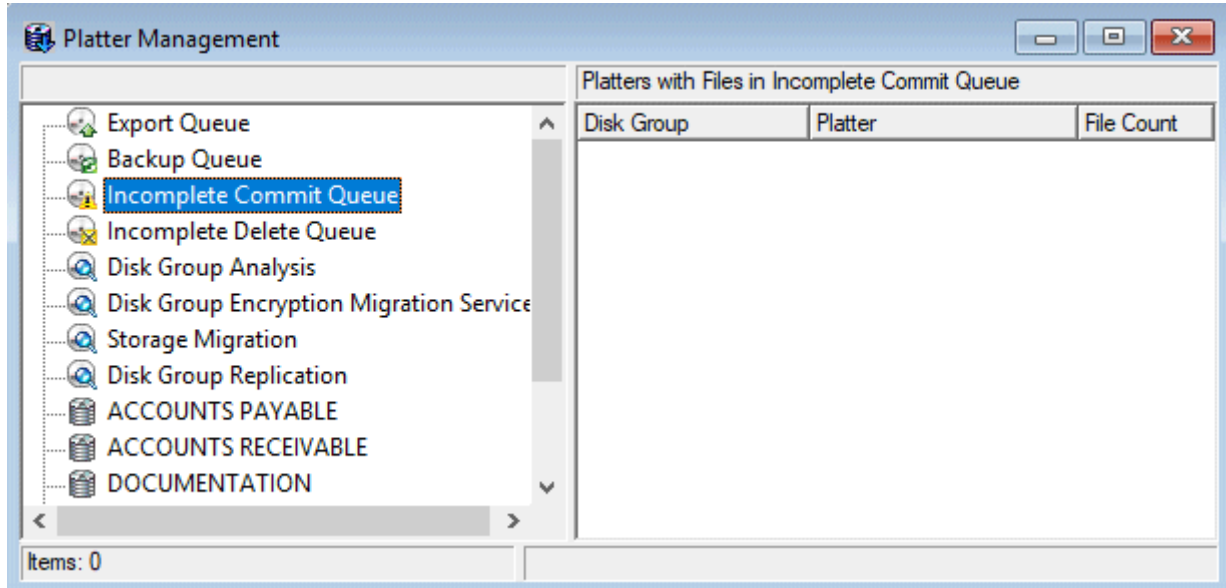 Platter Management
Platters with Files in Incomplete Commit Queue
Export Queue
Backup Queue
Incomplete Commit Queue
Incomplete Delete Queue
Disk Group Analysis
Disk Group Encryption Migration Service
Storage Migration
Disk Group Replication
ACCOUNTS PAYABLE
ACCOUNTS RECEIVABLE
DOCUMENTATION
Disk Group Platter File Count
Items: 0